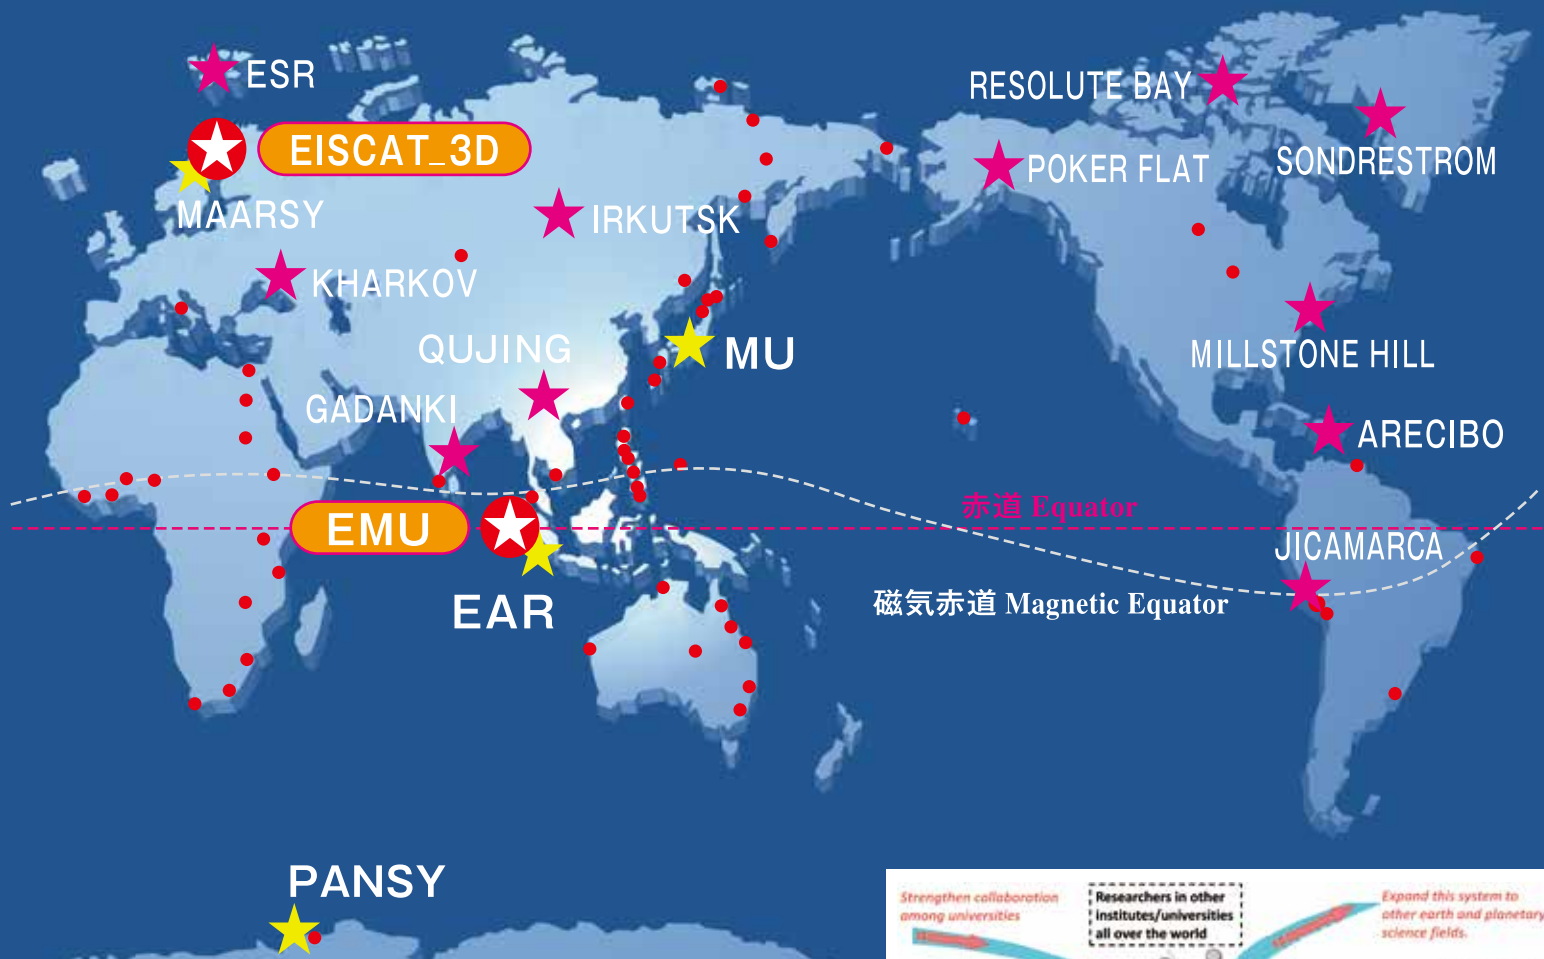 ESR
RESOLUTE BAY
EISCAT_3D
POKER FLAT
SONDRESTROM
MAARSY
IRKUTSK
KHARKOV
QUJING
MU
MILLSTONE HILL
GADANKI
ARECIBO
赤道 Equator
EMU
JICAMARCA
EAR
磁気赤道 Magnetic Equator
PANSY
Strengthen collaboration
among universities
Researchers in other
institutes/universities
all over the world
Expand this system to
other earth and planetary
science fields.